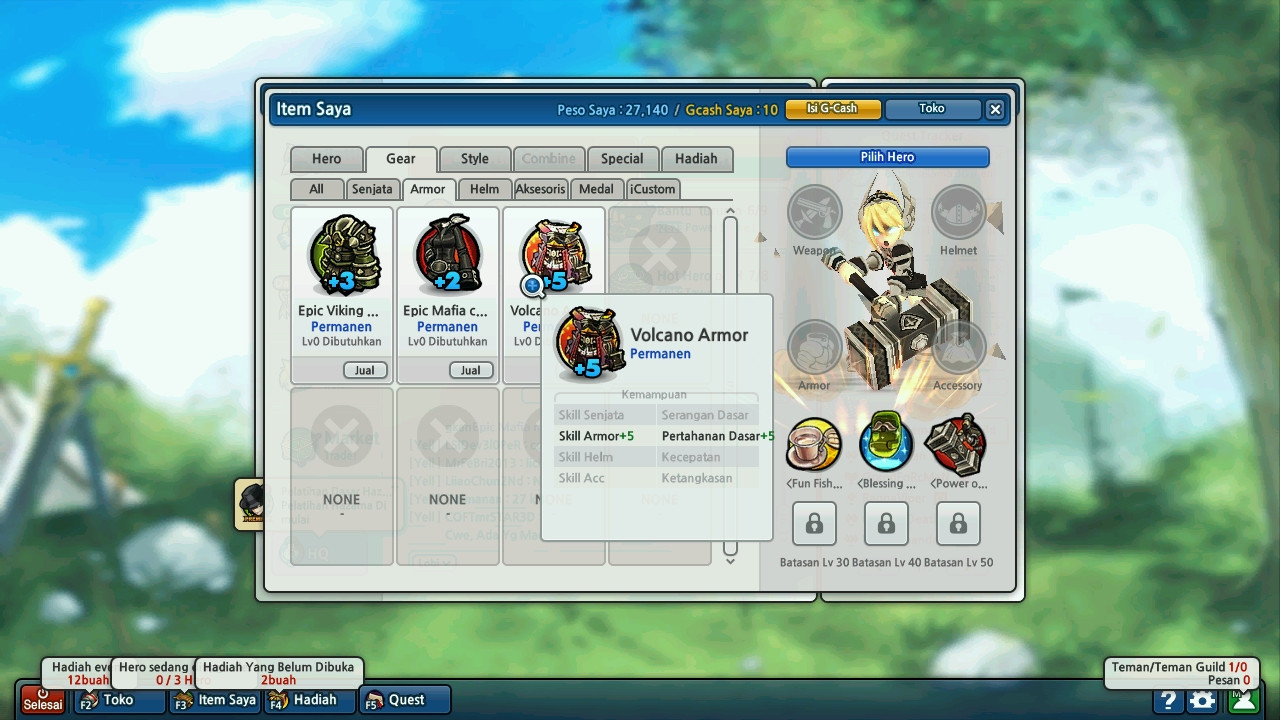 Item Saya
Peso Saya : 27,140 / Gcash Saya : 10
Isi G-Cash
Toko
Hero
Gear
Style
Combine
Special
Hadiah
Pilih Hero
All
Senjata
Armor
Helm
Aksesoris
Medal
iCustom
Weapon
Helmet
+3
+2
+5
Epic Viking ...
Permanen
Lv0 Dibutuhkan
Jual
Epic Mafia c...
Permanen
Lv0 Dibutuhkan
Jual
+5
Volcano Armor
Permanen
Kemampuan
Skill Senjata
Serangan Dasar
Skill Armor+5
Pertahanan Dasar+5
Skill Helm
Kecepatan
Skill Acc
Ketangkasan
Armor
Accessory
NONE
-
NONE
-
<Fun Fish...
<Blessing ...
<Power o...
Batasan Lv 30
Batasan Lv 40
Batasan Lv 50
Hadiah
12buah
Hero sedang
0 / 3
Hadiah Yang Belum Dibuka
2buah
Teman/Teman Guild 1/0
Pesan 0
Selesai
F2 Toko
F3 Item Saya
F4 Hadiah
F5 Quest
?